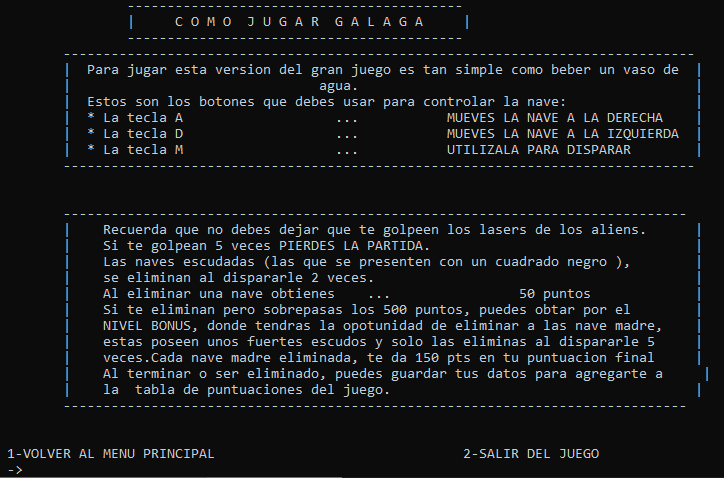 C O M O  J U G A R  G A L A G A
Para jugar esta version del gran juego es tan simple como beber un vaso de
agua.
Estos son los botones que debes usar para controlar la nave:
* La tecla A ... MUEVES LA NAVE A LA DERECHA
* La tecla D ... MUEVES LA NAVE A LA IZQUIERDA
* La tecla M ... UTILIZALA PARA DISPARAR
Recuerda que no debes dejar que te golpeen los lasers de los aliens.
Si te golpean 5 veces PIERDES LA PARTIDA.
Las naves escudadas (las que se presenten con un cuadrado negro ),
se eliminan al dispararle 2 veces.
Al eliminar una nave obtienes ... 50 puntos
Si te eliminan pero sobrepasas los 500 puntos, puedes obtar por el
NIVEL BONUS, donde tendras la opotunidad de eliminar a las nave madre,
estas poseen unos fuertes escudos y solo las eliminas al dispararle 5
veces.Cada nave madre eliminada, te da 150 pts en tu puntuacion final
Al terminar o ser eliminado, puedes guardar tus datos para agregarte a
la  tabla de puntuaciones del juego.
1-VOLVER AL MENU PRINCIPAL 2-SALIR DEL JUEGO
->